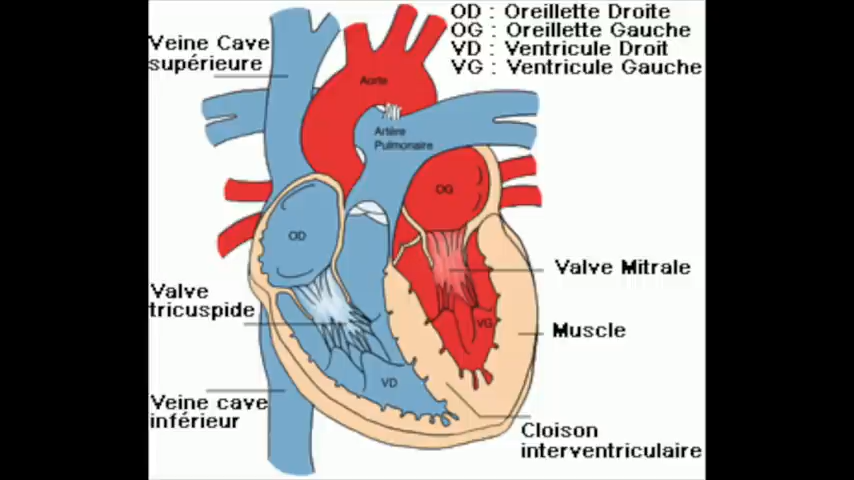 OD : Oreillette Droite
OG : Oreillette Gauche
VD : Ventricule Droit
VG : Ventricule Gauche
Veine Cave
supérieure
Aorte
Artère
Pulmonaire
OG
OD
Valve Mitrale
Valve
tricuspide
VG
Muscle
VD
Veine cave
inférieur
Cloison
interventriculaire